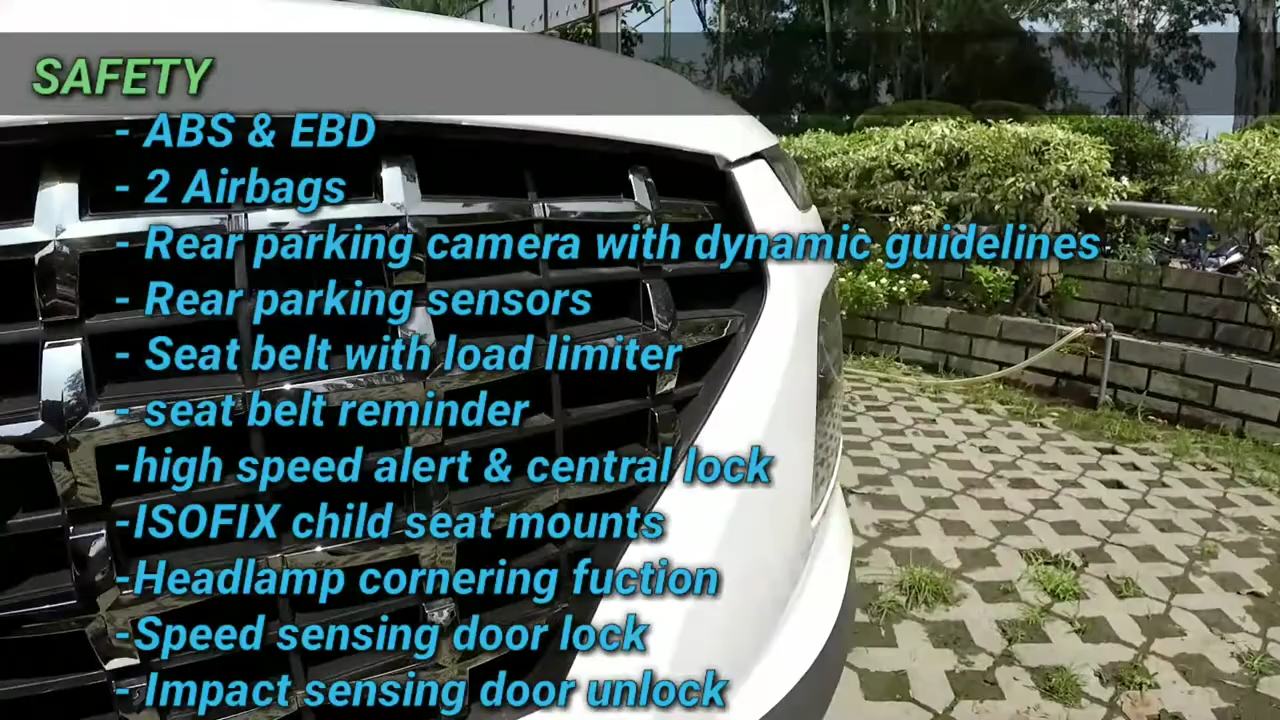 SAFETY
- ABS & EBD
- 2 Airbags
- Rear parking camera with dynamic guidelines
- Rear parking sensors
- Seat belt with load limiter
- seat belt reminder
-high speed alert & central lock
-ISOFIX child seat mounts
-Headlamp cornering fuction
-Speed sensing door lock
- Impact sensing door unlock